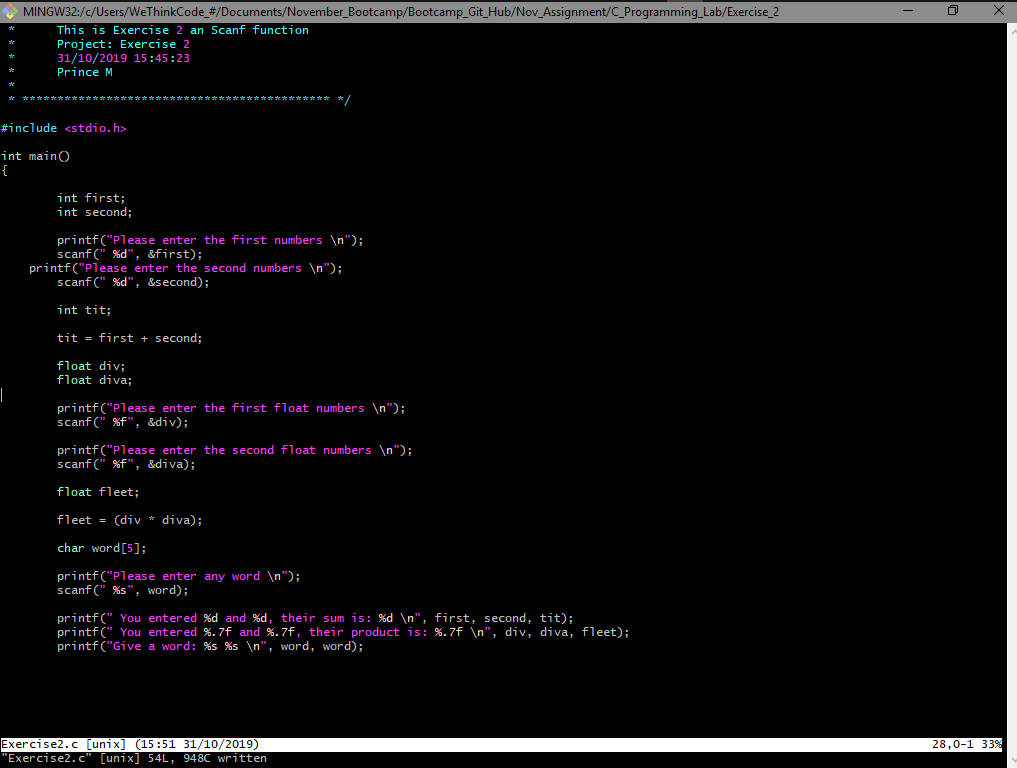 MINGW32:/c/Users/WeThinkCode_#/Documents/November_Bootcamp/Bootcamp_Git_Hub/Nov_Assignment/C_Programming_Lab/Exercise_2
*      This is Exercise 2 an Scanf function
*      Project: Exercise 2
*      31/10/2019 15:45:23
*      Prince M
*
* ******************************************** */
#include <stdio.h>
int main()
{
        int first;
        int second;
        printf("Please enter the first numbers \n");
        scanf(" %d", &first);
    printf("Please enter the second numbers \n");
        scanf(" %d", &second);
        int tit;
        tit = first + second;
        float div;
        float diva;
        printf("Please enter the first float numbers \n");
        scanf(" %f", &div);
        printf("Please enter the second float numbers \n");
        scanf(" %f", &diva);
        float fleet;
        fleet = (div * diva);
        char word[5];
        printf("Please enter any word \n");
        scanf(" %s", word);
        printf(" You entered %d and %d, their sum is: %d \n", first, second, tit);
        printf(" You entered %.7f and %.7f, their product is: %.7f \n", div, diva, fleet);
        printf("Give a word: %s %s \n", word, word);
Exercise2.c [unix] (15:51 31/10/2019) 28,0-1 33%
"Exercise2.c" [unix] 54L, 948C written